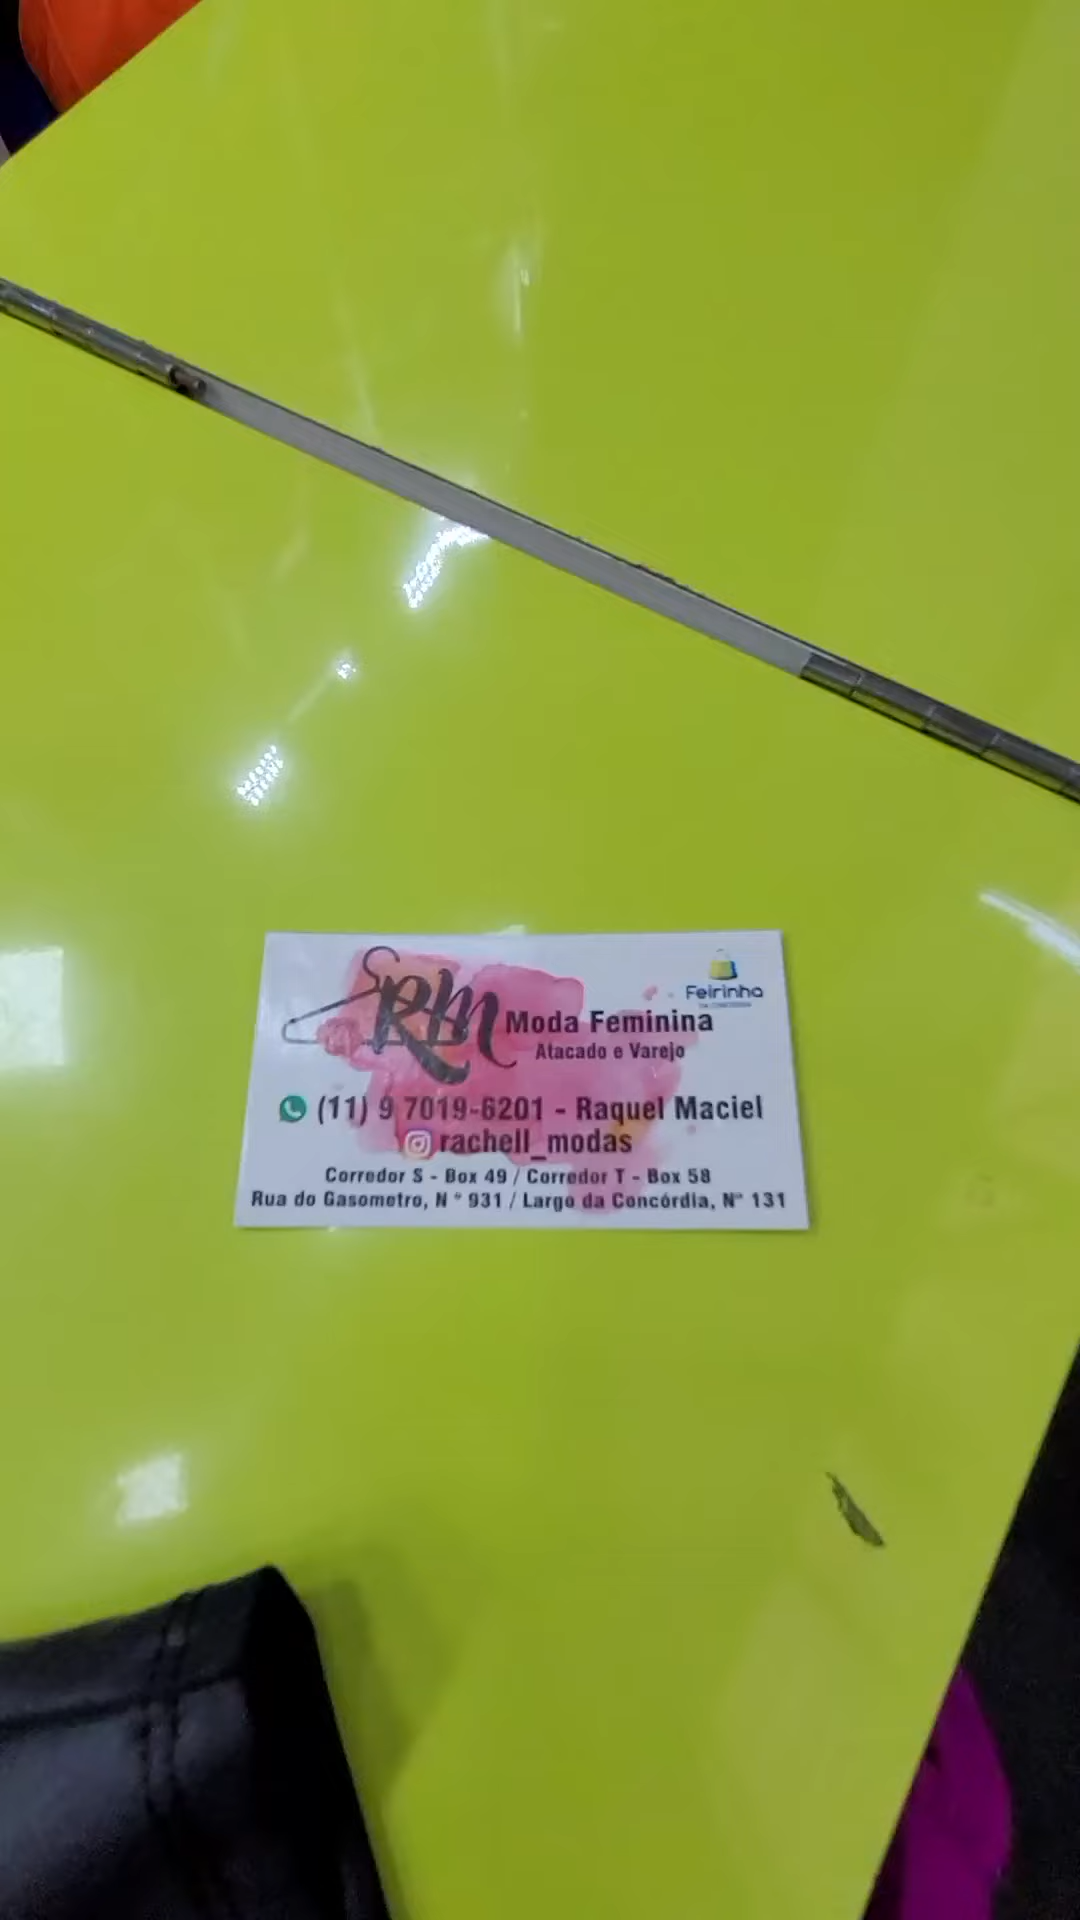 RM
Feirinha
Moda Feminina
Atacado e Varejo
(11) 9 7019-6201 - Raquel Maciel
rachell_modas
Corredor S - Box 49 / Corredor T - Box 58
Rua do Gasometro, N º 931 / Largo da Concórdia, Nº 131